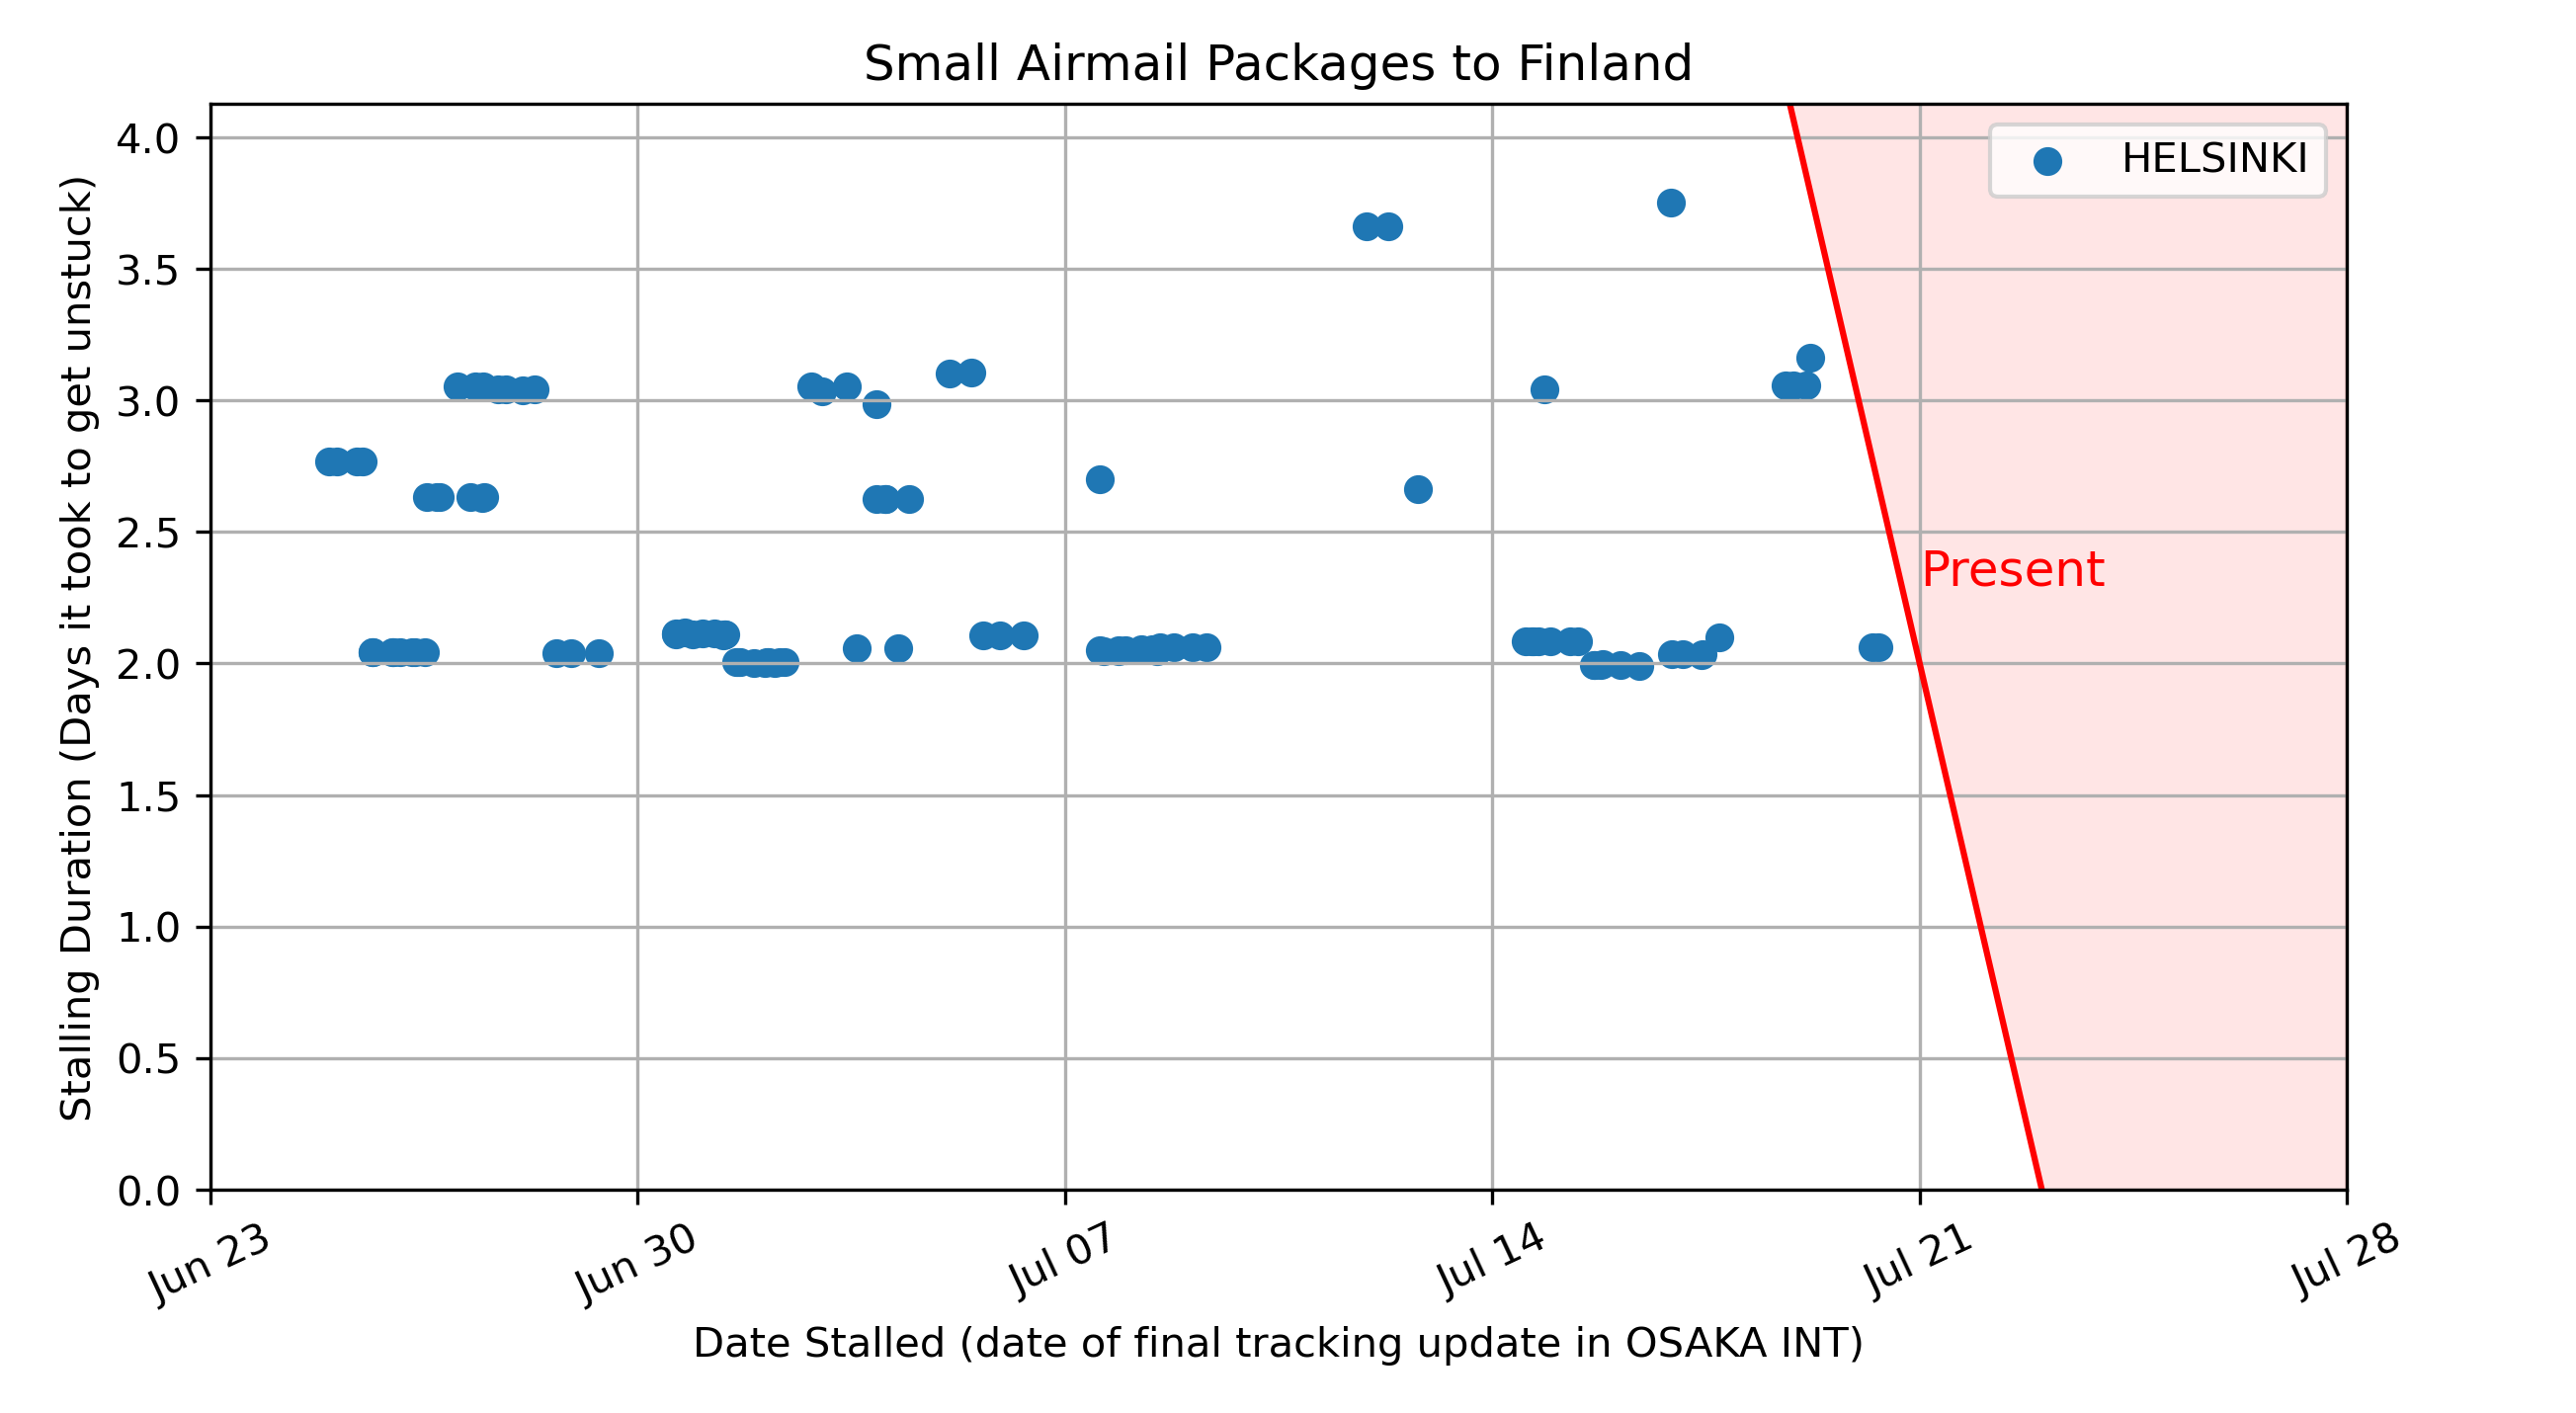 Small Airmail Packages to Finland
HELSINKI
Present
Stalling Duration (Days it took to get unstuck)
4.0
3.5
3.0
2.5
2.0
1.5
1.0
0.5
0.0
Jun 23
Jun 30
Jul 07
Jul 14
Jul 21
Jul 28
Date Stalled (date of final tracking update in OSAKA INT)